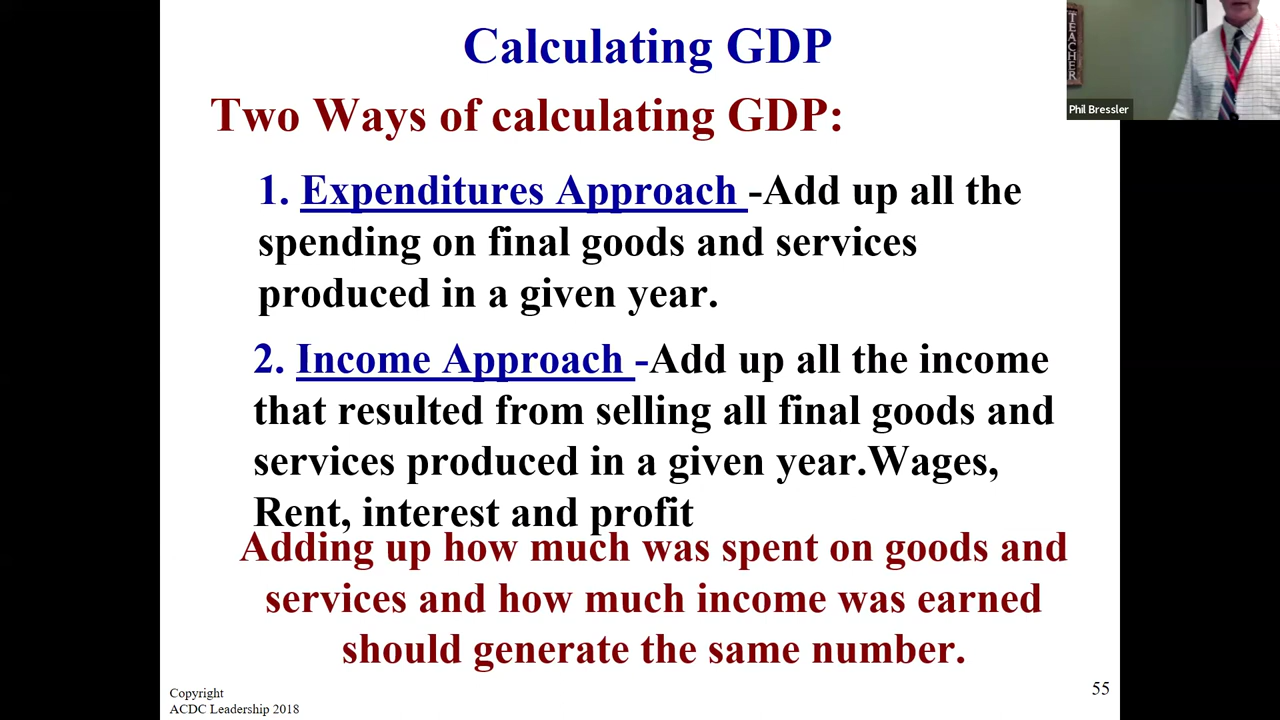 Calculating GDP
Two Ways of calculating GDP:
1. Expenditures Approach -Add up all the
spending on final goods and services
produced in a given year.
2. Income Approach -Add up all the income
that resulted from selling all final goods and
services produced in a given year.Wages,
Rent, interest and profit
Adding up how much was spent on goods and
services and how much income was earned
should generate the same number.
Copyright
ACDC Leadership 2018
55
TEACHER
Phil Bressler